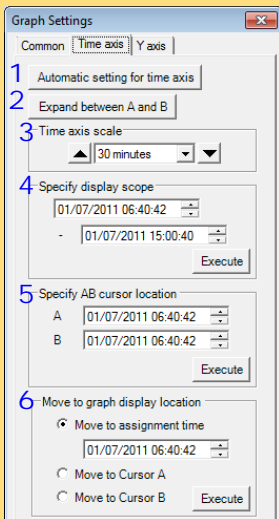 Graph Settings
Common Time axis Y axis
1 Automatic setting for time axis
2 Expand between A and B
3 Time axis scale
30 minutes
4 Specify display scope
01/07/2011 06:40:42
- 01/07/2011 15:00:40
Execute
5 Specify AB cursor location
A 01/07/2011 06:40:42
B 01/07/2011 06:40:42
Execute
6 Move to graph display location
Move to assignment time
01/07/2011 06:40:42
Move to Cursor A
Move to Cursor B Execute